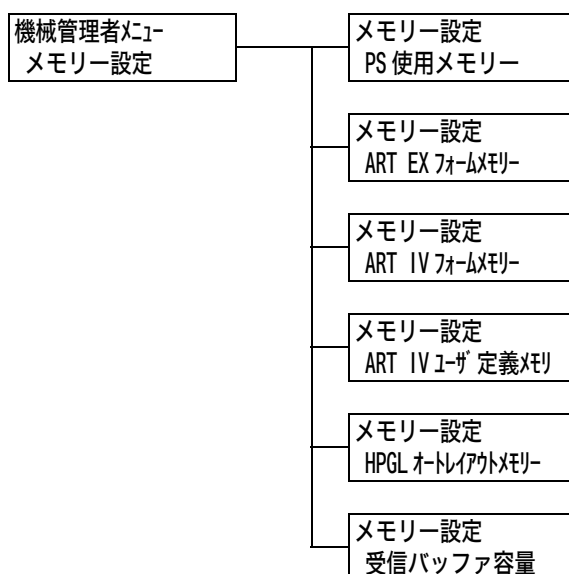 機械管理者ﾒﾆｭｰ
メモリー設定
メモリー設定
PS 使用メモリー
メモリー設定
ART EX ﾌｫｰﾑﾒﾓﾘｰ
メモリー設定
ART IV ﾌｫｰﾑﾒﾓﾘｰ
メモリー設定
ART IV ﾕｰｻﾞ定義ﾒﾓﾘ
メモリー設定
HPGL ｵｰﾄﾚｲｱｳﾄﾒﾓﾘｰ
メモリー設定
受信バッファ容量